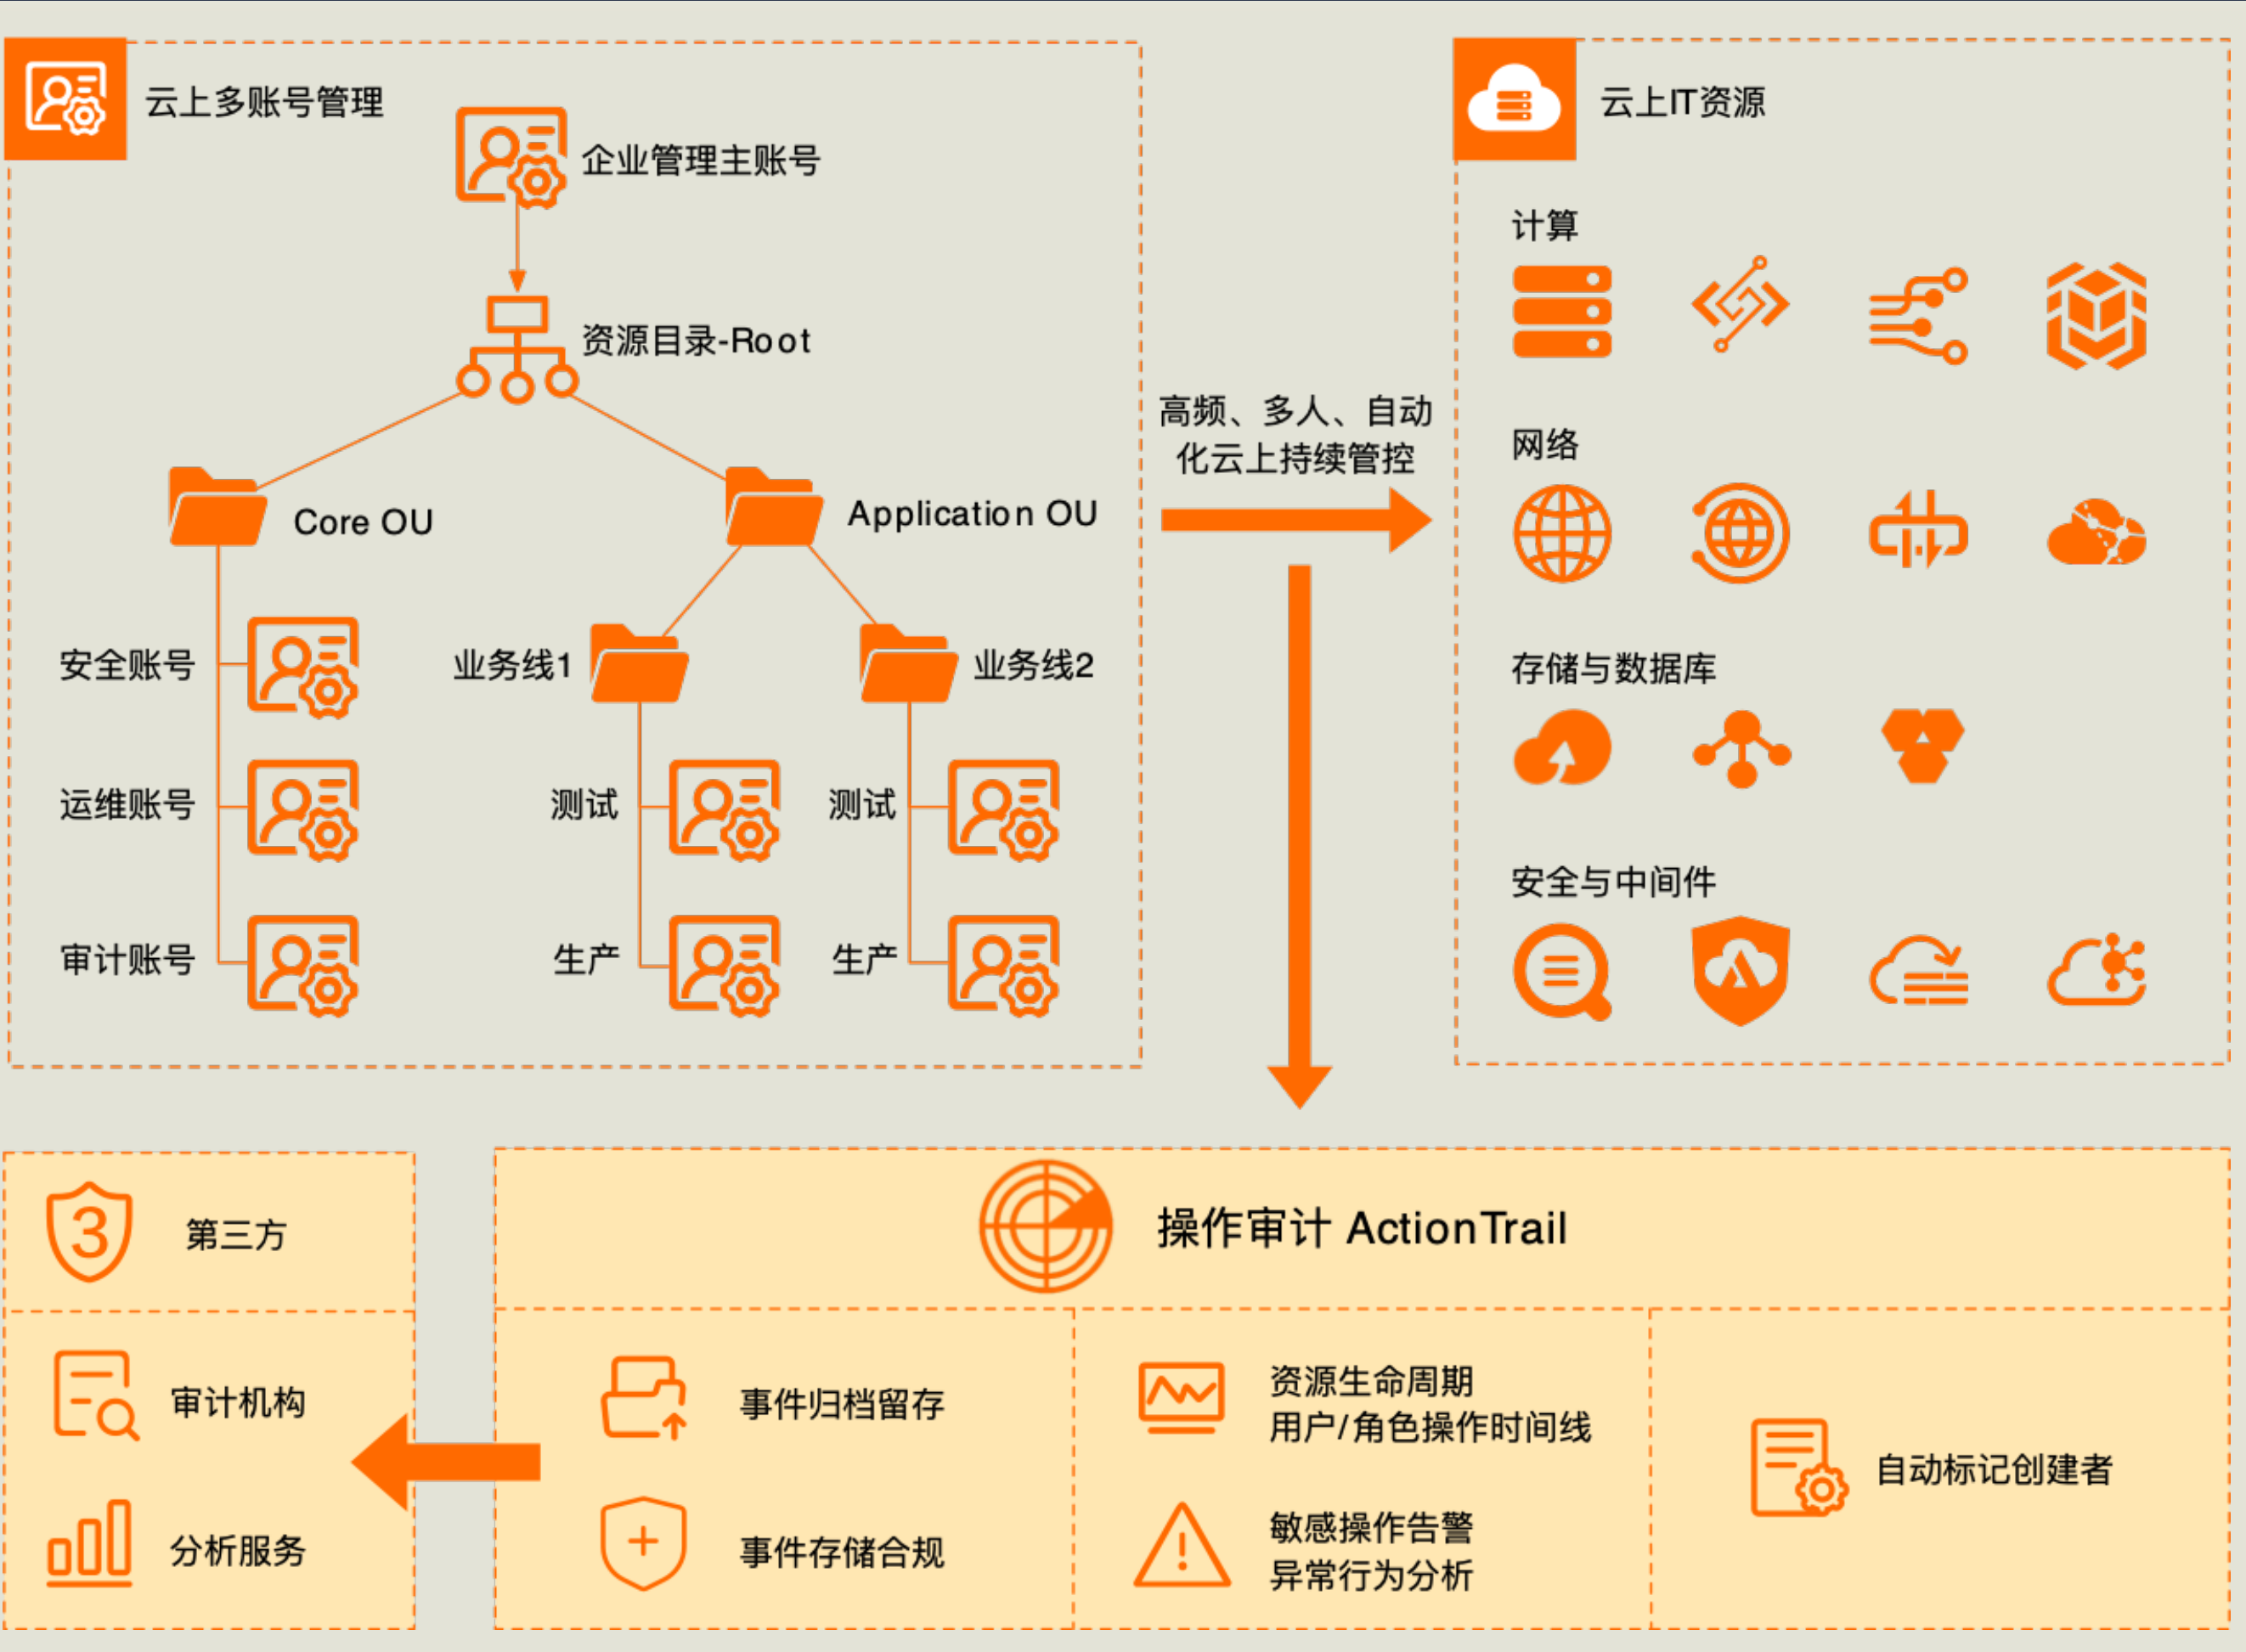 云上多账号管理
企业管理主账号
资源目录-Root
Core OU
Application OU
安全账号
业务线1
业务线2
运维账号
测试
测试
审计账号
生产
生产
高频、多人、自动
化云上持续管控
云上IT资源
计算
网络
存储与数据库
安全与中间件
3
第三方
审计机构
分析服务
操作审计 ActionTrail
事件归档留存
事件存储合规
资源生命周期
用户/角色操作时间线
敏感操作告警
异常行为分析
自动标记创建者